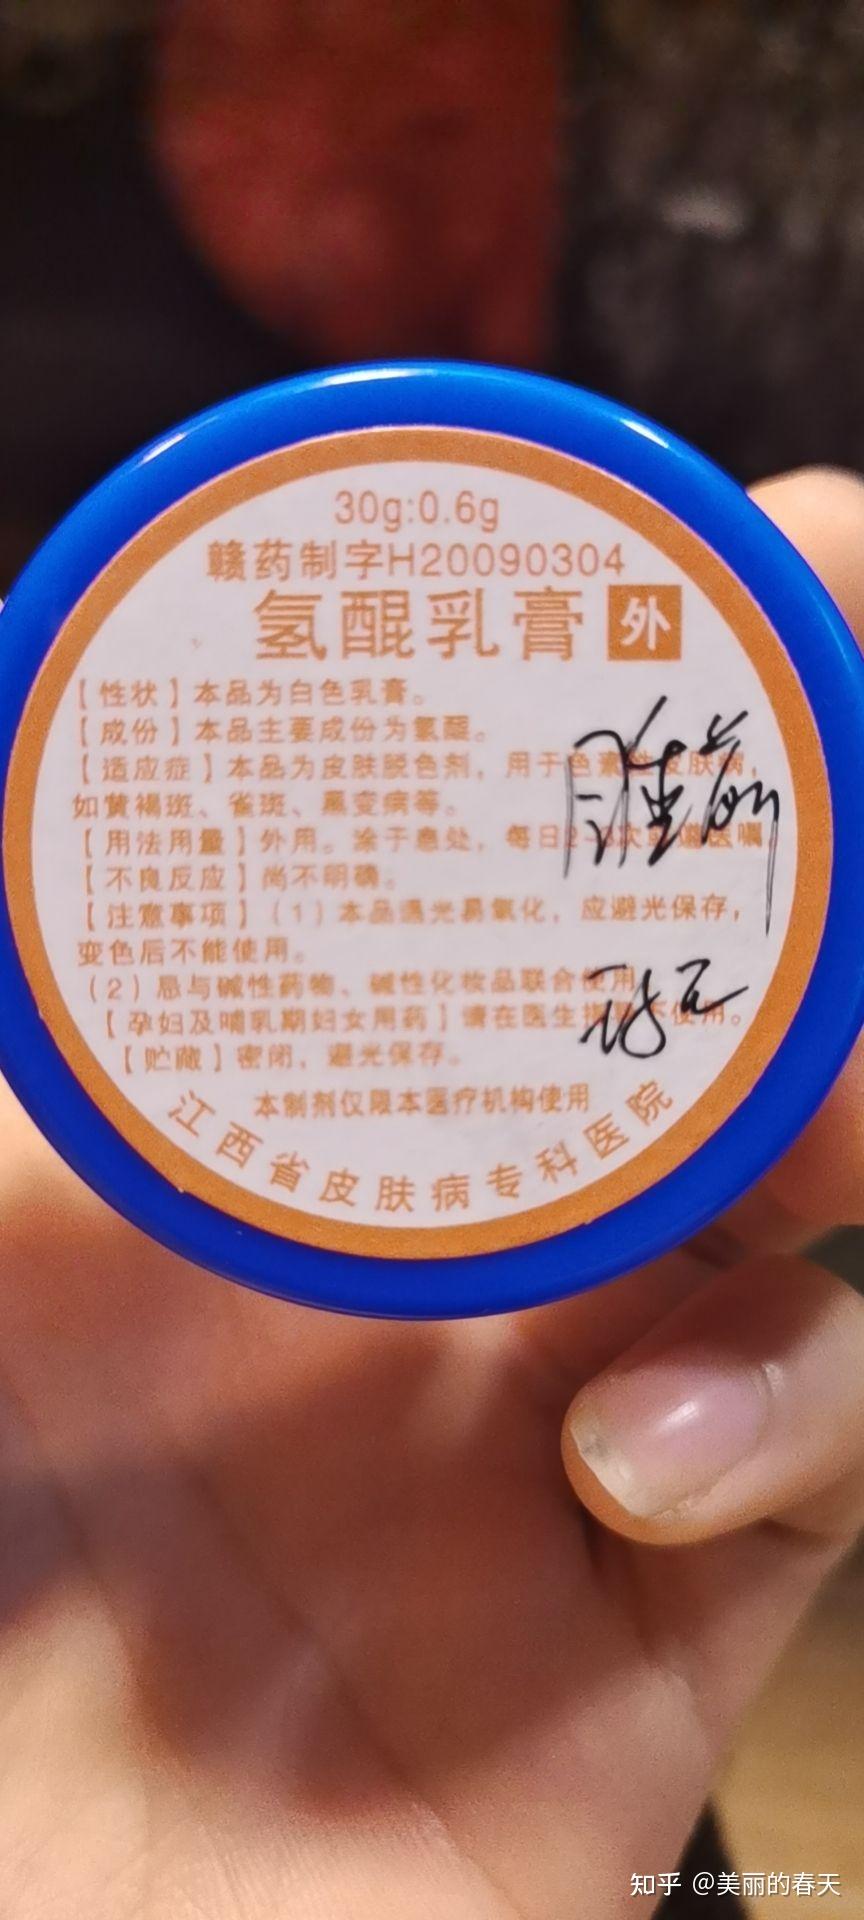 30g:0.6g
赣药制字H20090304
氢醌乳膏 外
【性状】本品为白色乳膏。
【成份】本品主要成份为氢醌。
【适应症】本品为皮肤脱色剂，用于色素性皮肤病，
如黄褐斑、雀斑、黑变病等。
【用法用量】外用。涂于患处，每日2-3次或遵医嘱。
【不良反应】尚不明确。
【注意事项】（1）本品遇光易氧化，应避光保存，
变色后不能使用。
（2）忌与碱性药物、碱性化妆品联合使用
【孕妇及哺乳期妇女用药】请在医生指导下使用。
【贮藏】密闭，避光保存。
本制剂仅限本医疗机构使用
江西省皮肤病专科医院
睡前
知乎 @美丽的春天